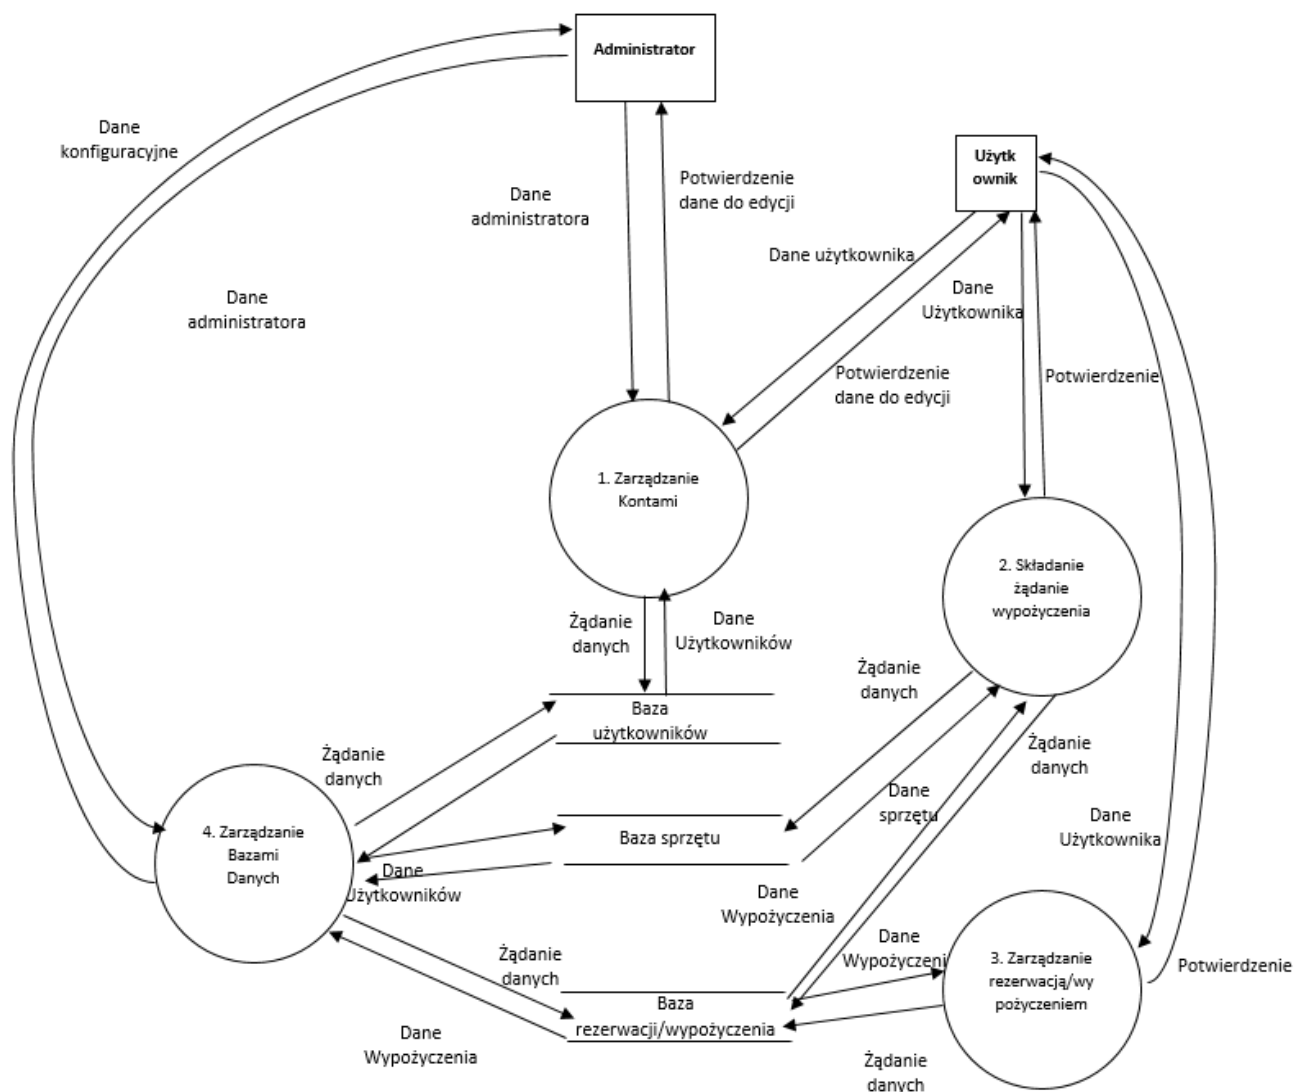 Administrator
Dane
konfiguracyjne
Użytk
ownik
Potwierdzenie
dane do edycji
Dane
administratora
Dane użytkownika
Dane
Użytkownika
Dane
administratora
Potwierdzenie
dane do edycji
Potwierdzenie
1. Zarządzanie
Kontami
2. Składanie
żądanie
wypożyczenia
Żądanie
danych
Dane
Użytkowników
Żądanie
danych
Baza
użytkowników
Żądanie
danych
Żądanie
danych
Dane
sprzętu
4. Zarządzanie
Bazami
Danych
Baza sprzętu
Dane
Użytkownika
Dane
Użytkowników
Dane
Wypożyczenia
Dane
Wypożyczeni
Żądanie
danych
3. Zarządzanie
rezerwacją/wy
pożyczeniem
Potwierdzenie
Baza
rezerwacji/wypożyczenia
Dane
Wypożyczenia
Żądanie
danych